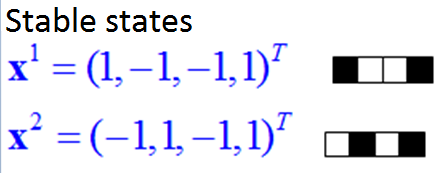 Stable states
x¹ = (1,−1,−1,1)ᵀ
x² = (−1,1,−1,1)ᵀ